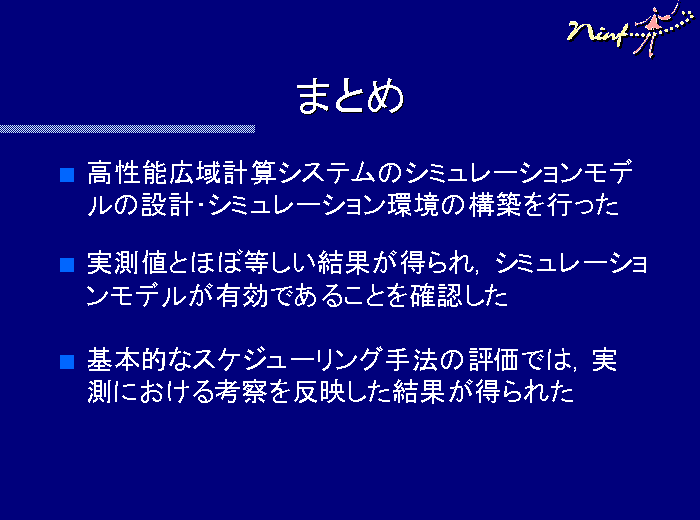 Ninf
まとめ
高性能広域計算システムのシミュレーションモデ
ルの設計・シミュレーション環境の構築を行った
実測値とほぼ等しい結果が得られ，シミュレーショ
ンモデルが有効であることを確認した
基本的なスケジューリング手法の評価では，実
測における考察を反映した結果が得られた